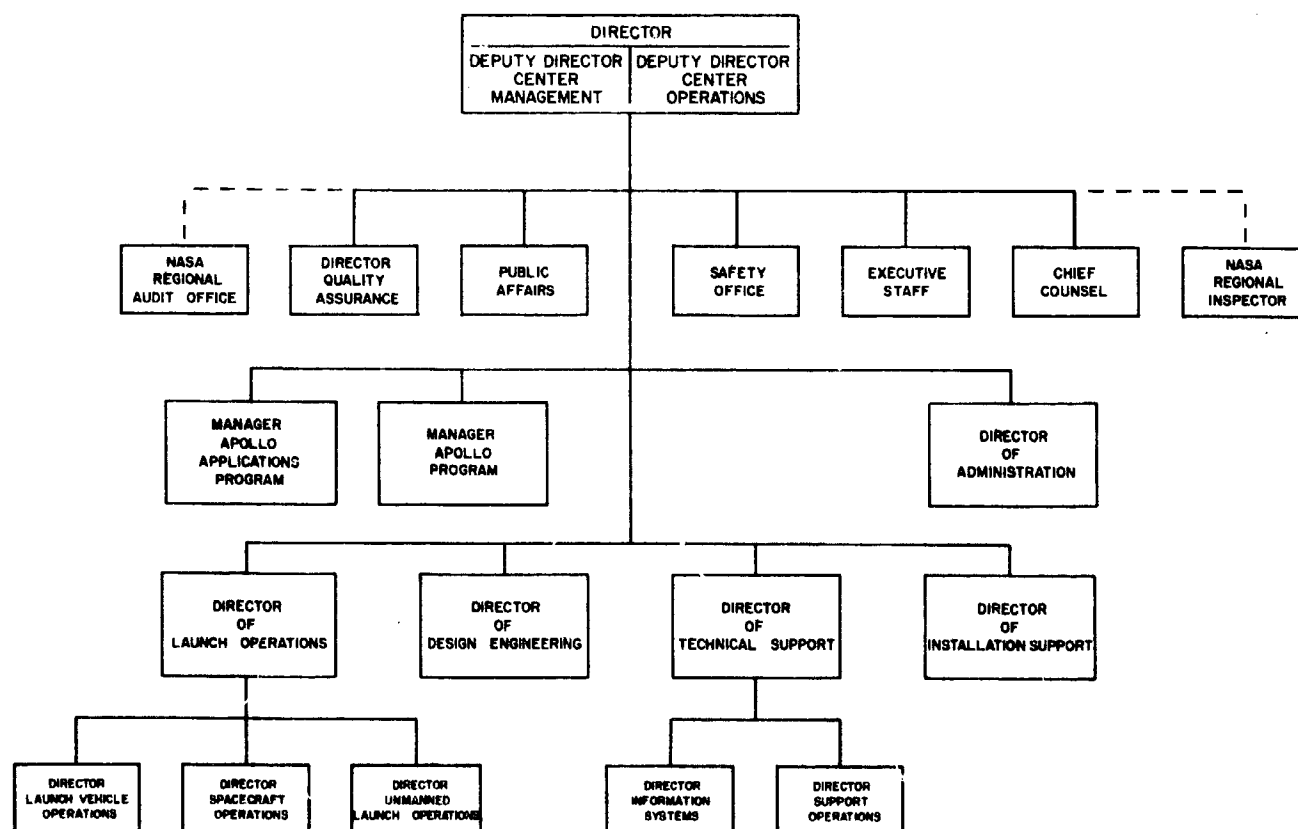 DIRECTOR
DEPUTY DIRECTOR
CENTER
MANAGEMENT
DEPUTY DIRECTOR
CENTER
OPERATIONS
NASA
REGIONAL
AUDIT OFFICE
DIRECTOR
QUALITY
ASSURANCE
PUBLIC
AFFAIRS
SAFETY
OFFICE
EXECUTIVE
STAFF
CHIEF
COUNSEL
NASA
REGIONAL
INSPECTOR
MANAGER
APOLLO
APPLICATIONS
PROGRAM
MANAGER
APOLLO
PROGRAM
DIRECTOR
OF
ADMINISTRATION
DIRECTOR
OF
LAUNCH OPERATIONS
DIRECTOR
OF
DESIGN ENGINEERING
DIRECTOR
OF
TECHNICAL SUPPORT
DIRECTOR
OF
INSTALLATION SUPPORT
DIRECTOR
LAUNCH VEHICLE
OPERATIONS
DIRECTOR
SPACECRAFT
OPERATIONS
DIRECTOR
UNMANNED
LAUNCH OPERATIONS
DIRECTOR
INFORMATION
SYSTEMS
DIRECTOR
SUPPORT
OPERATIONS